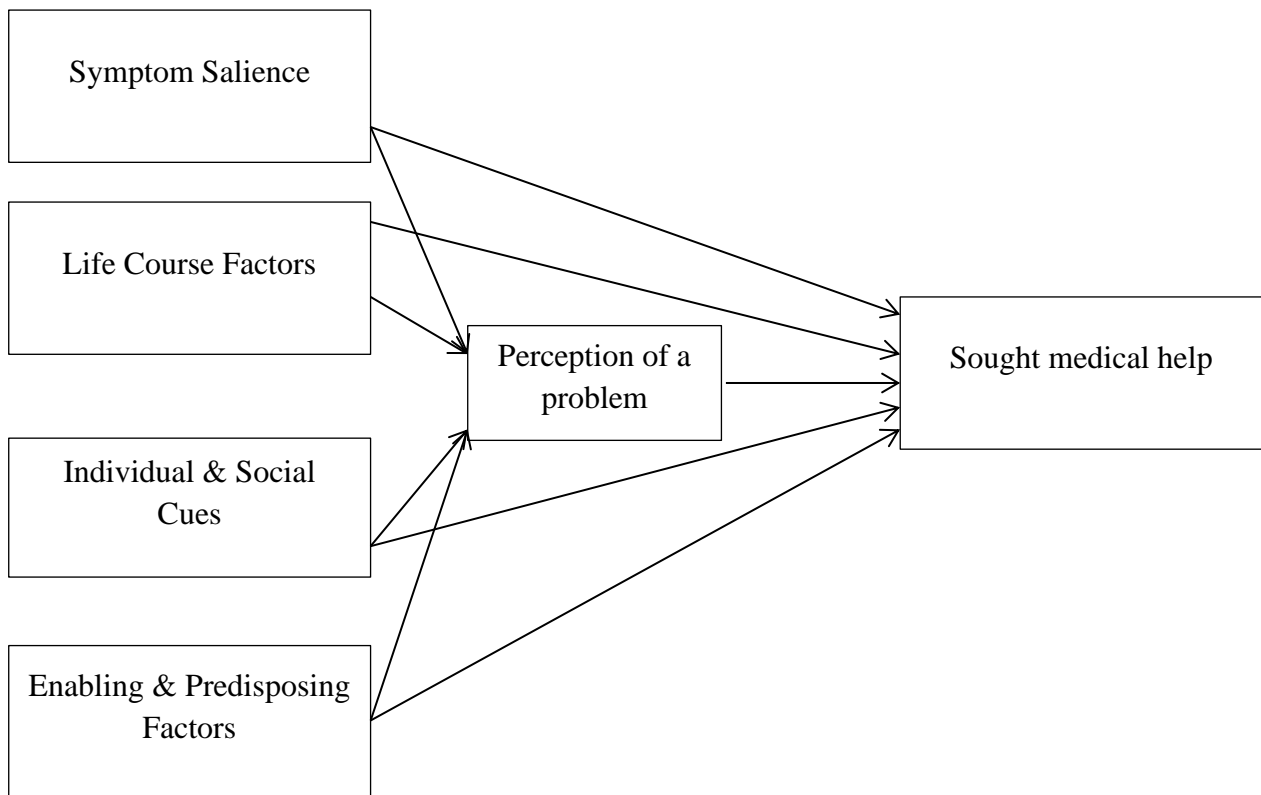 Symptom Salience
Life Course Factors
Perception of a
problem
Sought medical help
Individual & Social
Cues
Enabling & Predisposing
Factors